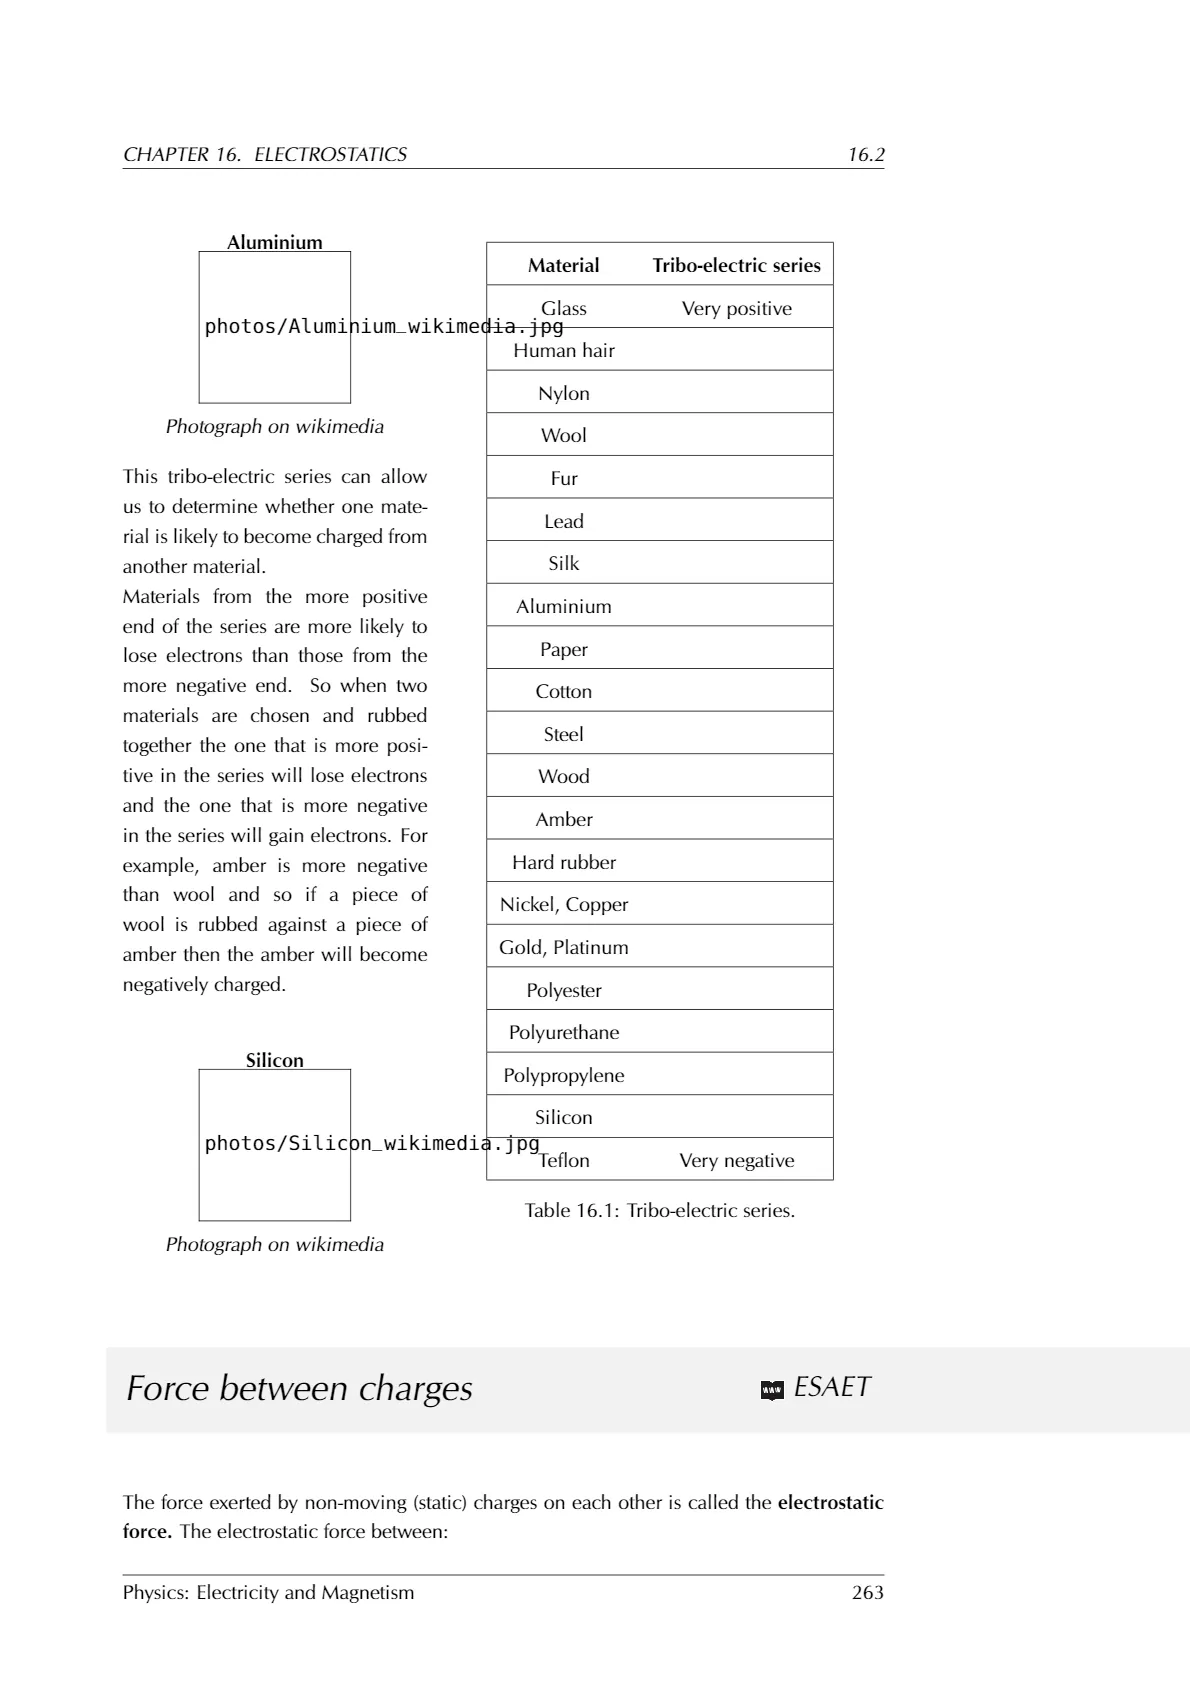 CHAPTER 16. ELECTROSTATICS 16.2
Aluminium
photos/Aluminium_wikimedia.jpg
Photograph on wikimedia
This tribo-electric series can allow
us to determine whether one mate-
rial is likely to become charged from
another material.
Materials from the more positive
end of the series are more likely to
lose electrons than those from the
more negative end. So when two
materials are chosen and rubbed
together the one that is more posi-
tive in the series will lose electrons
and the one that is more negative
in the series will gain electrons. For
example, amber is more negative
than wool and so if a piece of
wool is rubbed against a piece of
amber then the amber will become
negatively charged.
Silicon
photos/Silicon_wikimedia.jpg
Photograph on wikimedia
Material Tribo-electric series
Glass Very positive
Human hair
Nylon
Wool
Fur
Lead
Silk
Aluminium
Paper
Cotton
Steel
Wood
Amber
Hard rubber
Nickel, Copper
Gold, Platinum
Polyester
Polyurethane
Polypropylene
Silicon
Teflon Very negative
Table 16.1: Tribo-electric series.
Force between charges www ESAET
The force exerted by non-moving (static) charges on each other is called the electrostatic
force. The electrostatic force between:
Physics: Electricity and Magnetism 263